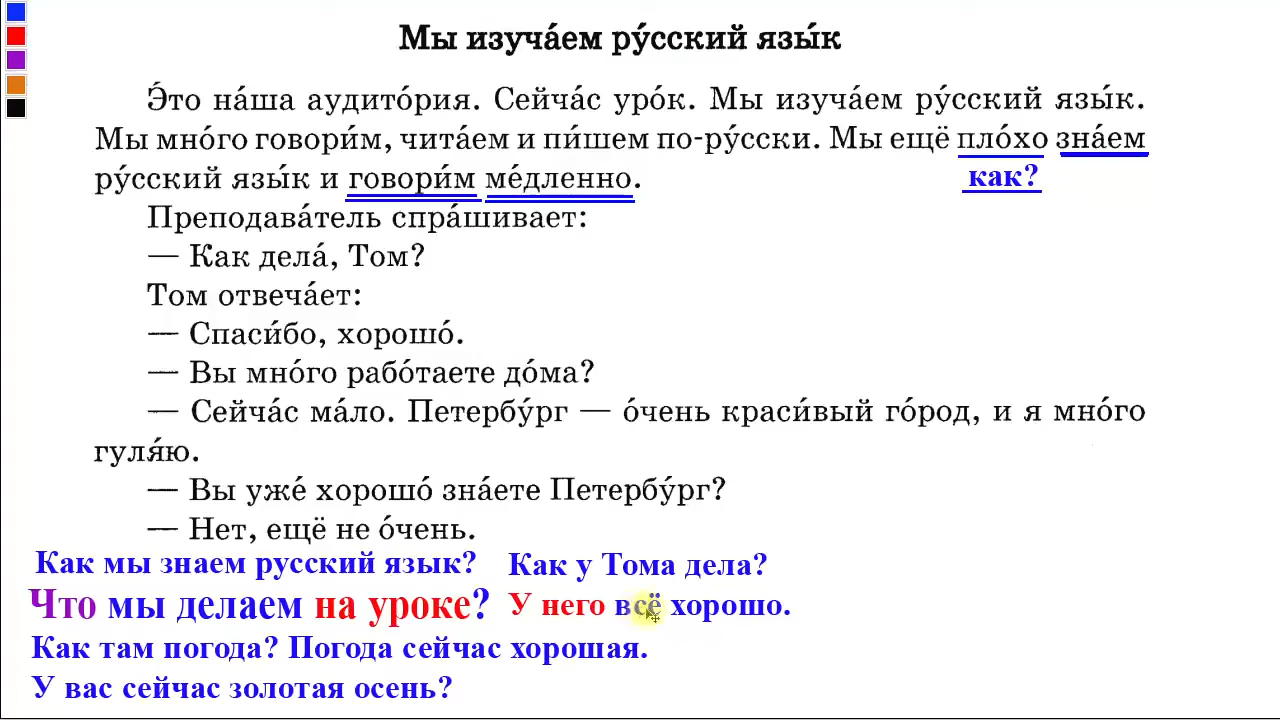 Мы изуча́ем ру́сский язы́к
Э́то на́ша аудито́рия. Сейча́с уро́к. Мы изуча́ем ру́сский язы́к.
Мы мно́го говори́м, чита́ем и пи́шем по-ру́сски. Мы ещё пло́хо зна́ем
ру́сский язы́к и говори́м ме́дленно.
как?
Преподава́тель спра́шивает:
— Как дела́, Том?
Том отвеча́ет:
— Спаси́бо, хорошо́.
— Вы мно́го рабо́таете до́ма?
— Сейча́с ма́ло. Петербу́рг — о́чень краси́вый го́род, и я мно́го
гуля́ю.
— Вы уже́ хорошо́ зна́ете Петербу́рг?
— Нет, ещё не о́чень.
Как мы знаем русский язык?
Как у Тома дела?
Что мы делаем на уроке?
У него всё хорошо.
Как там погода? Погода сейчас хорошая.
У вас сейчас золотая осень?